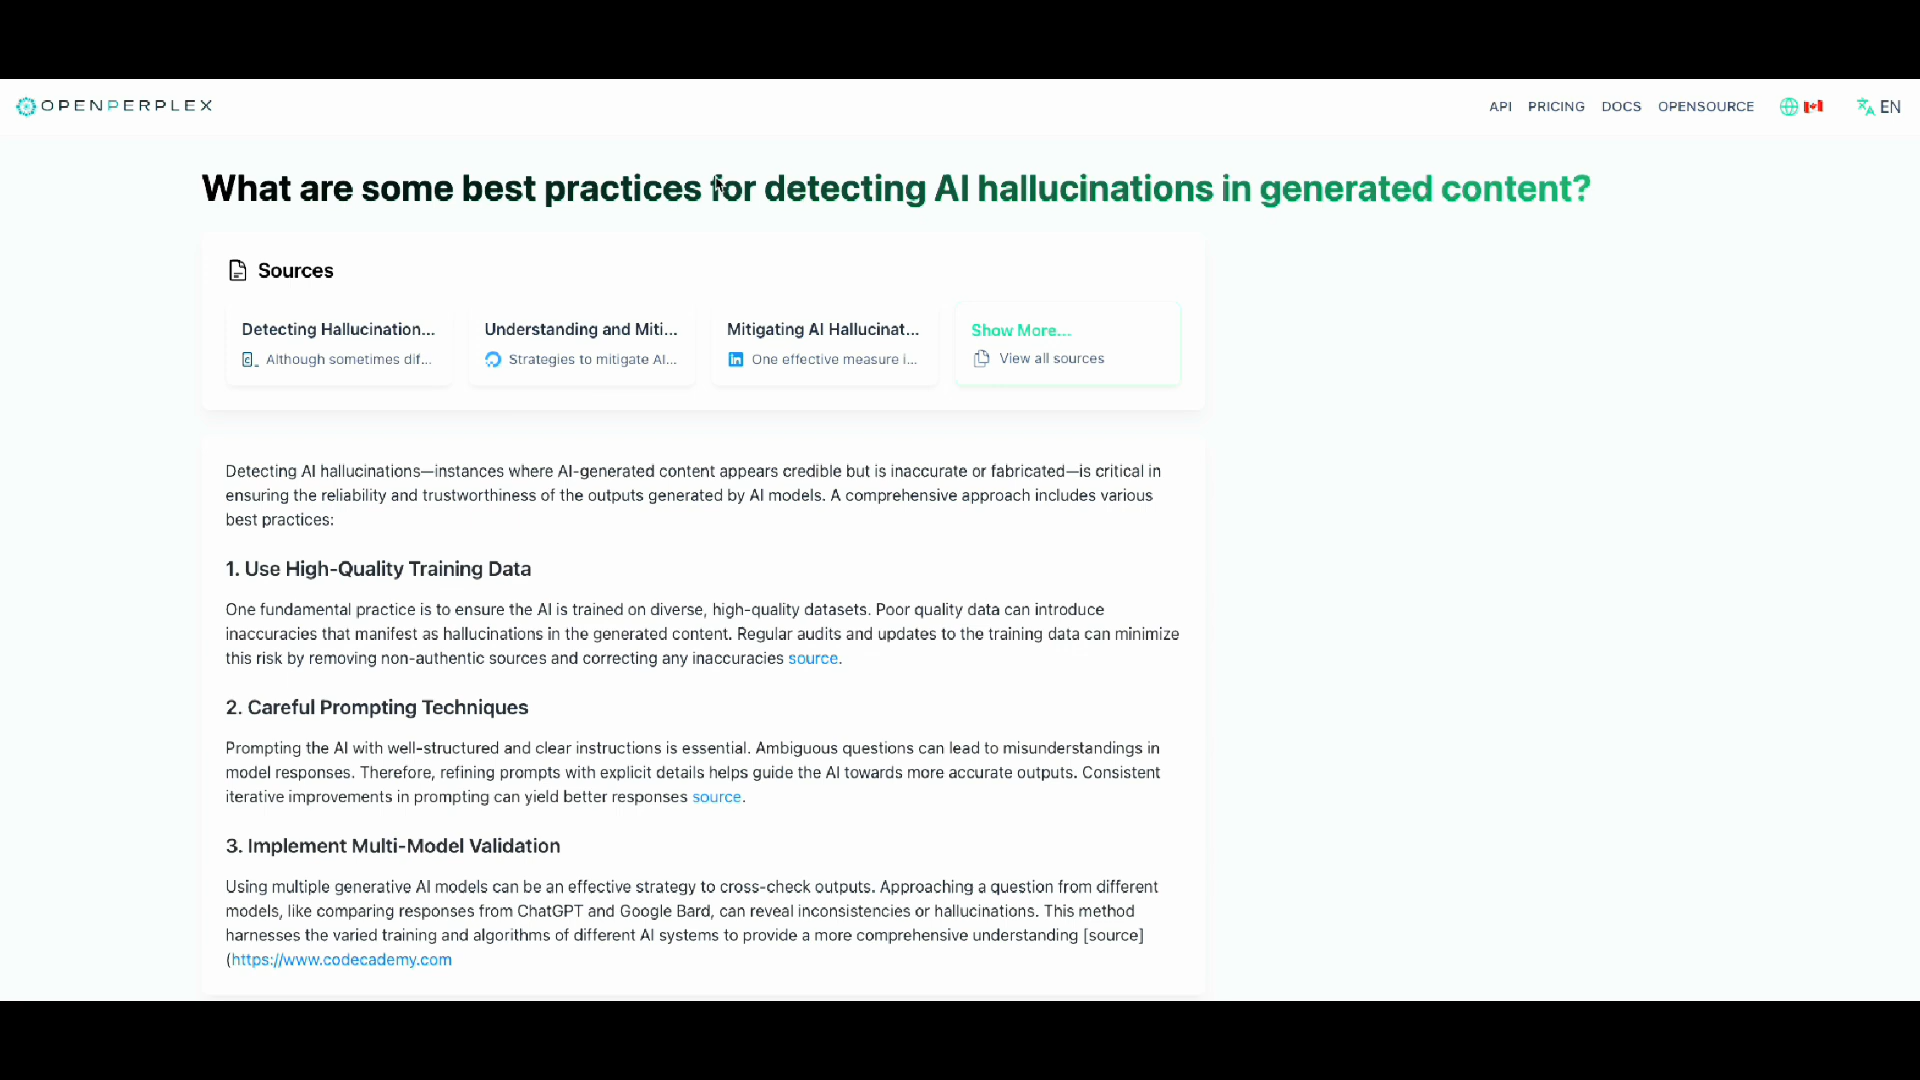 OPENPERPLEX
API PRICING DOCS OPENSOURCE EN
What are some best practices for detecting AI hallucinations in generated content?
Sources
Detecting Hallucination...
Although sometimes dif...
Understanding and Miti...
Strategies to mitigate AI...
Mitigating AI Hallucinat...
One effective measure i...
Show More...
View all sources
Detecting AI hallucinations—instances where AI-generated content appears credible but is inaccurate or fabricated—is critical in
ensuring the reliability and trustworthiness of the outputs generated by AI models. A comprehensive approach includes various
best practices:
1. Use High-Quality Training Data
One fundamental practice is to ensure the AI is trained on diverse, high-quality datasets. Poor quality data can introduce
inaccuracies that manifest as hallucinations in the generated content. Regular audits and updates to the training data can minimize
this risk by removing non-authentic sources and correcting any inaccuracies source.
2. Careful Prompting Techniques
Prompting the AI with well-structured and clear instructions is essential. Ambiguous questions can lead to misunderstandings in
model responses. Therefore, refining prompts with explicit details helps guide the AI towards more accurate outputs. Consistent
iterative improvements in prompting can yield better responses source.
3. Implement Multi-Model Validation
Using multiple generative AI models can be an effective strategy to cross-check outputs. Approaching a question from different
models, like comparing responses from ChatGPT and Google Bard, can reveal inconsistencies or hallucinations. This method
harnesses the varied training and algorithms of different AI systems to provide a more comprehensive understanding [source]
(https://www.codecademy.com